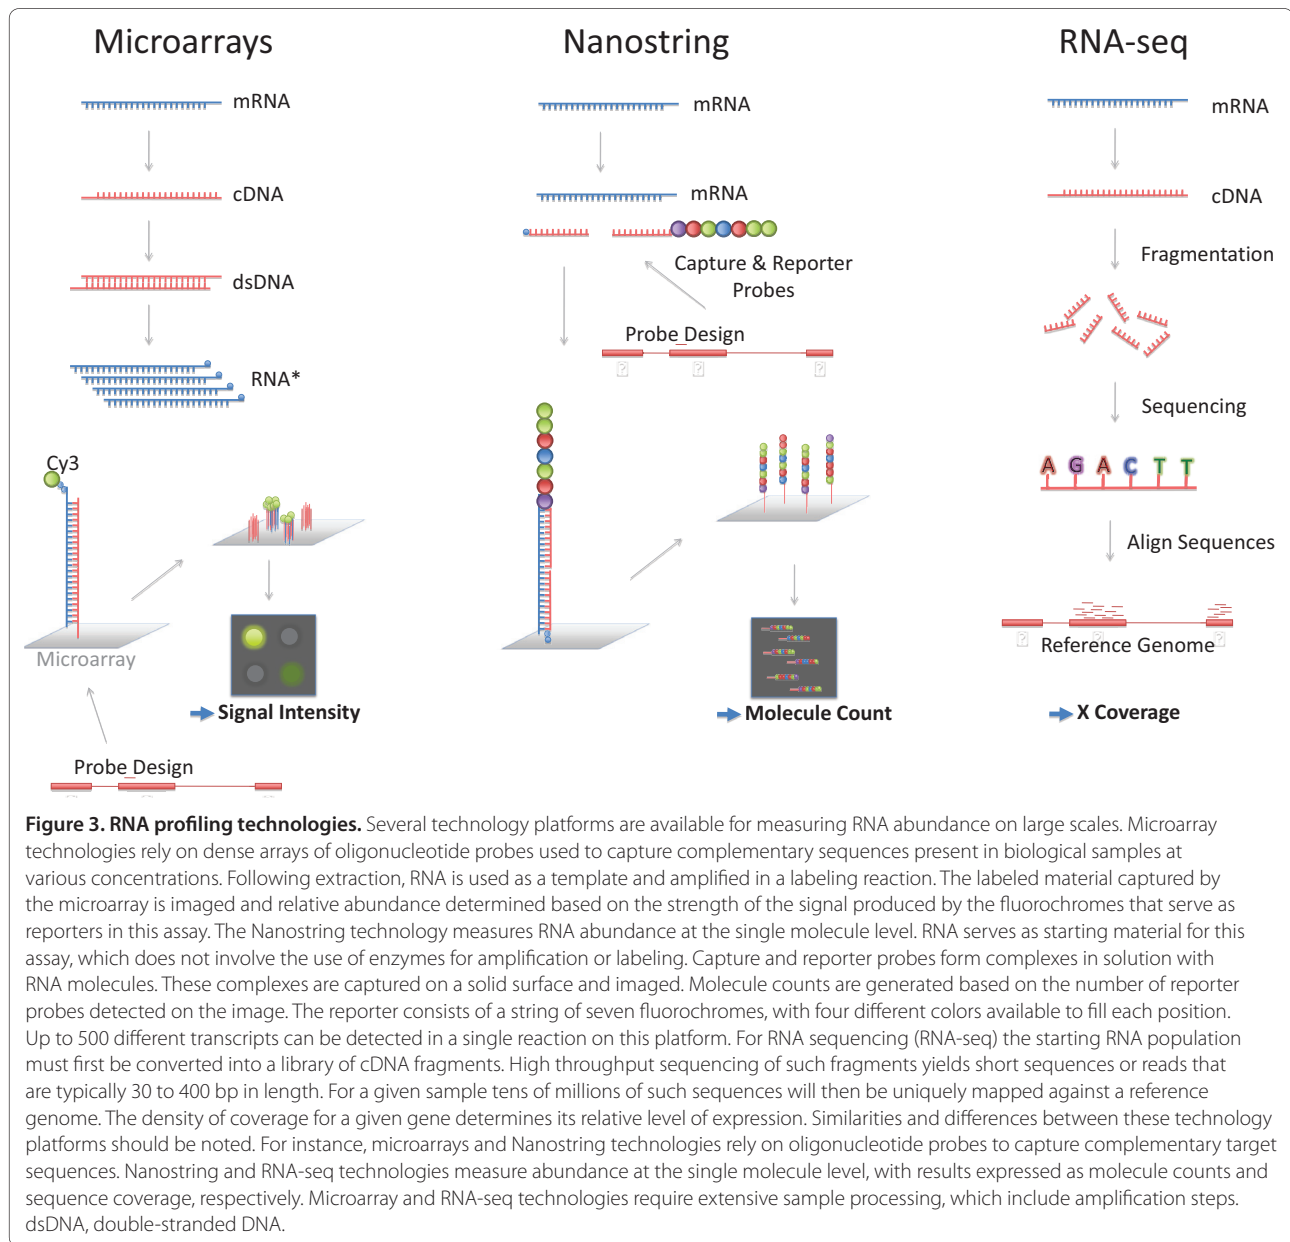 Microarrays
mRNA
cDNA
dsDNA
RNA*
Cy3
Microarray
Signal Intensity
Probe Design
Nanostring
mRNA
mRNA
Capture & Reporter
Probes
Probe Design
? ? ?
Molecule Count
RNA-seq
mRNA
cDNA
Fragmentation
Sequencing
A G A C T T
Align Sequences
? ? ?
Reference Genome
X Coverage
Figure 3. RNA profiling technologies. Several technology platforms are available for measuring RNA abundance on large scales. Microarray
technologies rely on dense arrays of oligonucleotide probes used to capture complementary sequences present in biological samples at
various concentrations. Following extraction, RNA is used as a template and amplified in a labeling reaction. The labeled material captured by
the microarray is imaged and relative abundance determined based on the strength of the signal produced by the fluorochromes that serve as
reporters in this assay. The Nanostring technology measures RNA abundance at the single molecule level. RNA serves as starting material for this
assay, which does not involve the use of enzymes for amplification or labeling. Capture and reporter probes form complexes in solution with
RNA molecules. These complexes are captured on a solid surface and imaged. Molecule counts are generated based on the number of reporter
probes detected on the image. The reporter consists of a string of seven fluorochromes, with four different colors available to fill each position.
Up to 500 different transcripts can be detected in a single reaction on this platform. For RNA sequencing (RNA-seq) the starting RNA population
must first be converted into a library of cDNA fragments. High throughput sequencing of such fragments yields short sequences or reads that
are typically 30 to 400 bp in length. For a given sample tens of millions of such sequences will then be uniquely mapped against a reference
genome. The density of coverage for a given gene determines its relative level of expression. Similarities and differences between these technology
platforms should be noted. For instance, microarrays and Nanostring technologies rely on oligonucleotide probes to capture complementary target
sequences. Nanostring and RNA-seq technologies measure abundance at the single molecule level, with results expressed as molecule counts and
sequence coverage, respectively. Microarray and RNA-seq technologies require extensive sample processing, which include amplification steps.
dsDNA, double-stranded DNA.